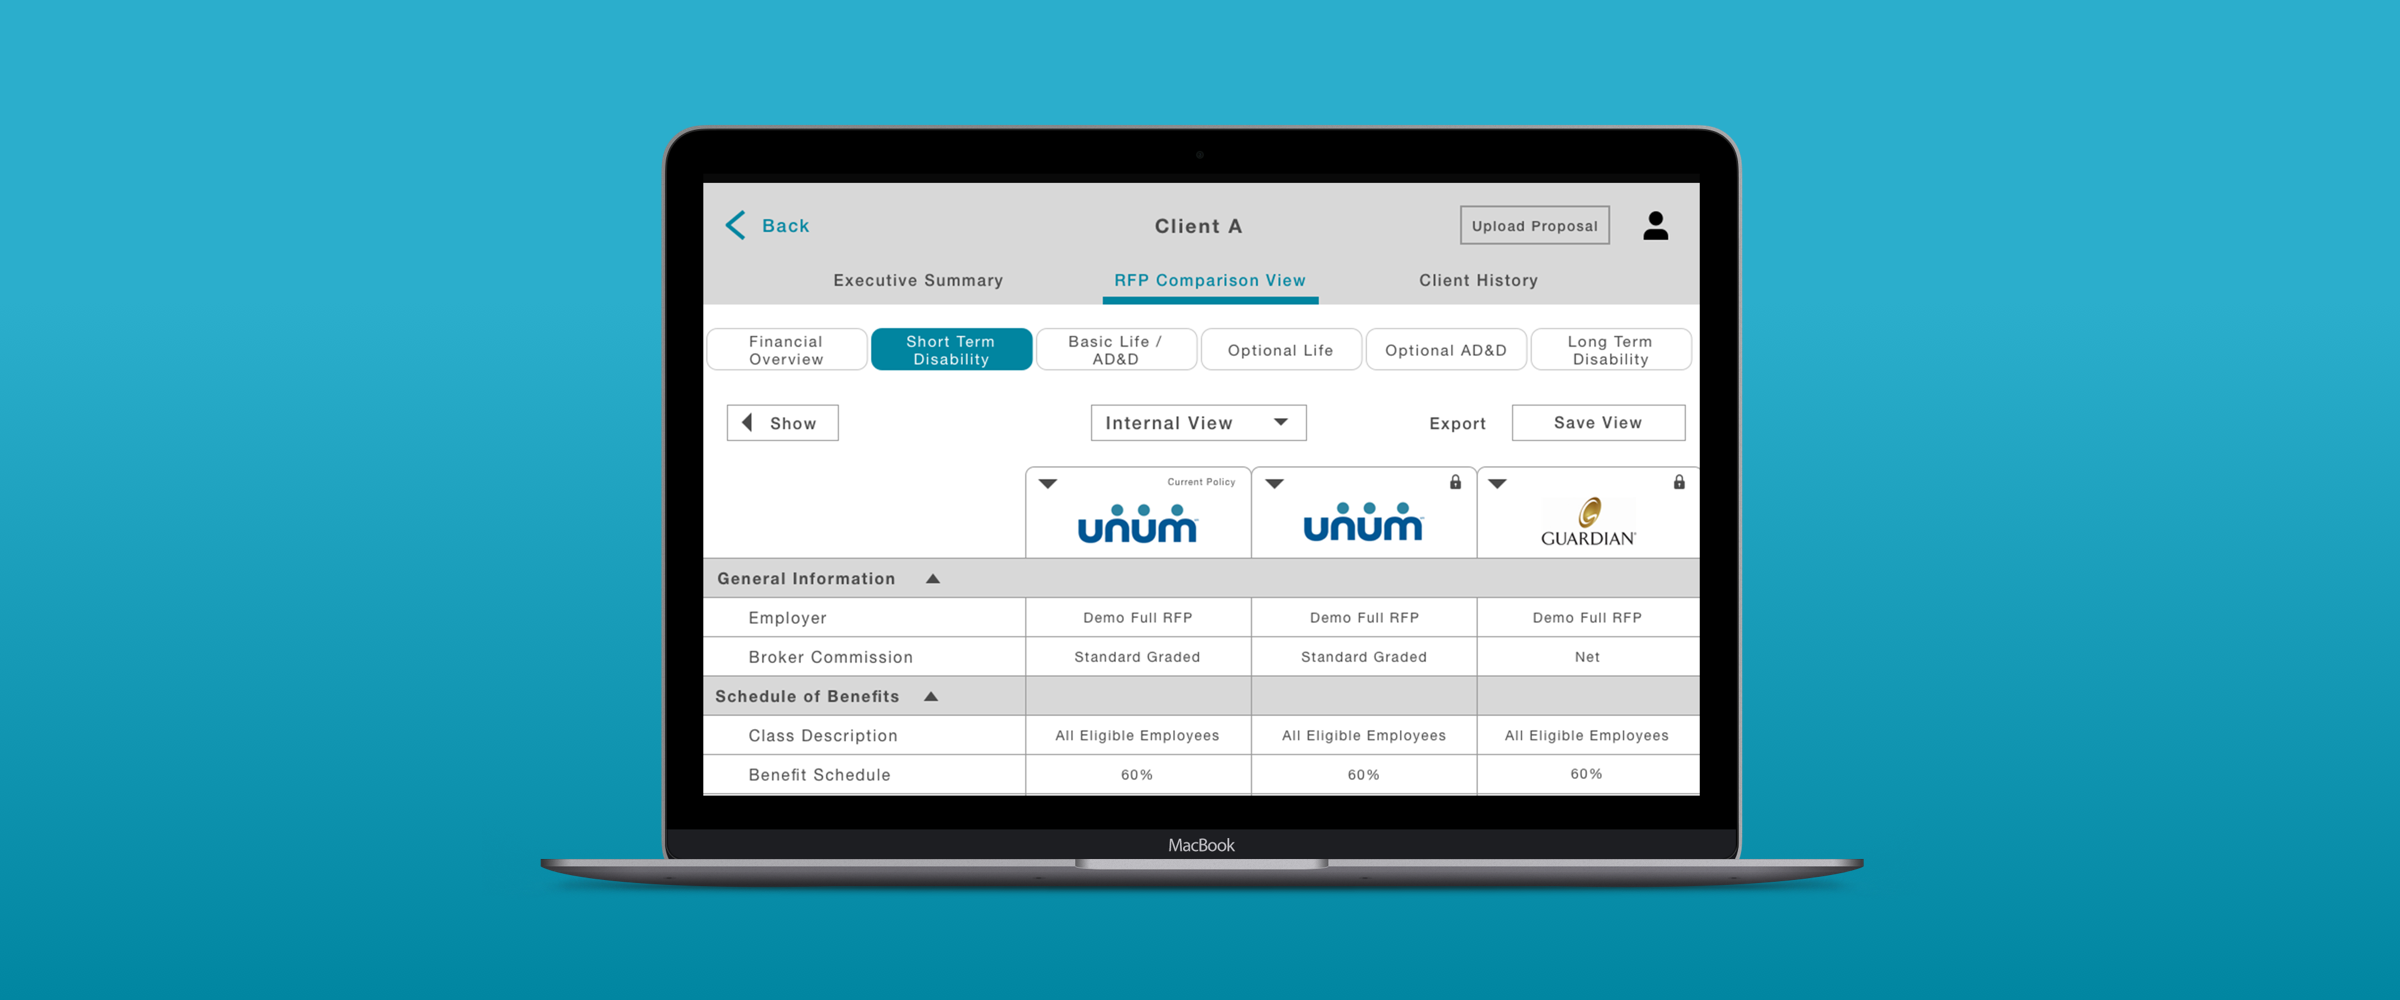 Back
Client A
Upload Proposal
Executive Summary
RFP Comparison View
Client History
Financial
Overview
Short Term
Disability
Basic Life /
AD&D
Optional Life
Optional AD&D
Long Term
Disability
Show
Internal View
Export
Save View
Current Policy
unum
unum
GUARDIAN®
General Information
Employer Demo Full RFP Demo Full RFP Demo Full RFP
Broker Commission Standard Graded Standard Graded Net
Schedule of Benefits
Class Description All Eligible Employees All Eligible Employees All Eligible Employees
Benefit Schedule 60% 60% 60%
MacBook